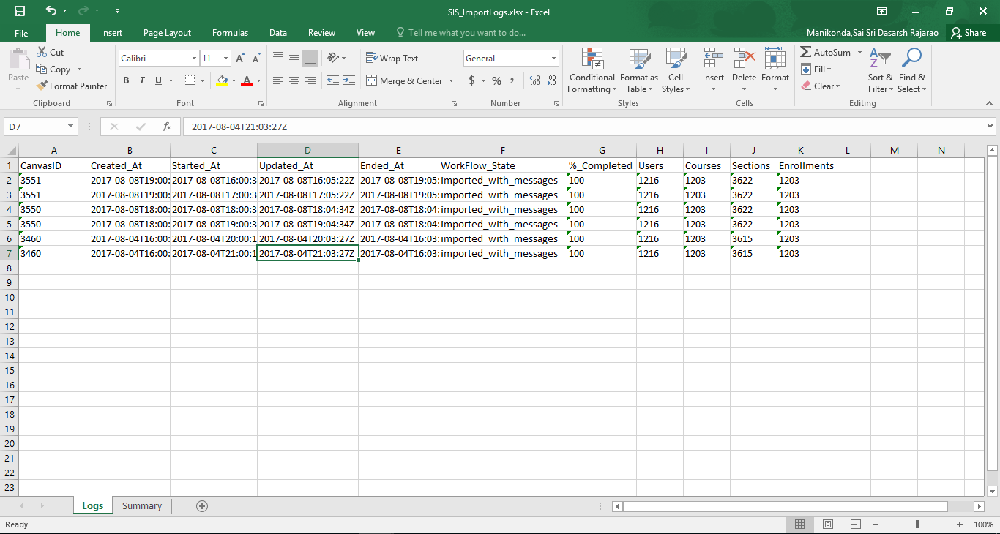 SIS_ImportLogs.xlsx - Excel
File Home Insert Page Layout Formulas Data Review View Tell me what you want to do... Manikonda,Sai Sri Dasarsh Rajarao Share
Paste Cut Copy Format Painter Clipboard
Calibri 11 B I U A A A Font
Wrap Text Merge & Center Alignment
General $ % , .00 .0 Number
Conditional Formatting Format as Table Cell Styles Styles
Insert Delete Format Cells
AutoSum Fill Clear Sort & Filter Find & Select Editing
D7 fx 2017-08-04T21:03:27Z
A B C D E F G H I J K L M N
1 CanvasID Created_At Started_At Updated_At Ended_At WorkFlow_State %_Completed Users Courses Sections Enrollments
2 3551 2017-08-08T19:00: 2017-08-08T16:00:3 2017-08-08T16:05:22Z 2017-08-08T19:05: imported_with_messages 100 1216 1203 3622 1203
3 3551 2017-08-08T19:00: 2017-08-08T17:00:3 2017-08-08T17:05:22Z 2017-08-08T19:05: imported_with_messages 100 1216 1203 3622 1203
4 3550 2017-08-08T18:00: 2017-08-08T18:00:3 2017-08-08T18:04:34Z 2017-08-08T18:04: imported_with_messages 100 1216 1203 3622 1203
5 3550 2017-08-08T18:00: 2017-08-08T19:00:3 2017-08-08T19:04:34Z 2017-08-08T18:04: imported_with_messages 100 1216 1203 3622 1203
6 3460 2017-08-04T16:00: 2017-08-04T20:00:1 2017-08-04T20:03:27Z 2017-08-04T16:03: imported_with_messages 100 1216 1203 3615 1203
7 3460 2017-08-04T16:00: 2017-08-04T21:00:1 2017-08-04T21:03:27Z 2017-08-04T16:03: imported_with_messages 100 1216 1203 3615 1203
8
9
10
11
12
13
14
15
16
17
18
19
20
21
22
23
Logs Summary
Ready 100%